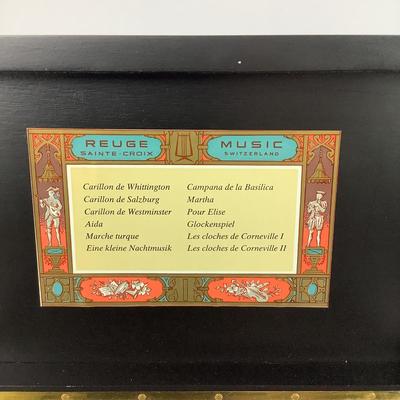 REUGE MUSIC
SAINTE-CROIX SWITZERLAND
Carillon de Whittington
Carillon de Salzburg
Carillon de Westminster
Aida
Marche turque
Eine kleine Nachtmusik
Campana de la Basilica
Martha
Pour Elise
Glockenspiel
Les cloches de Corneville I
Les cloches de Corneville II